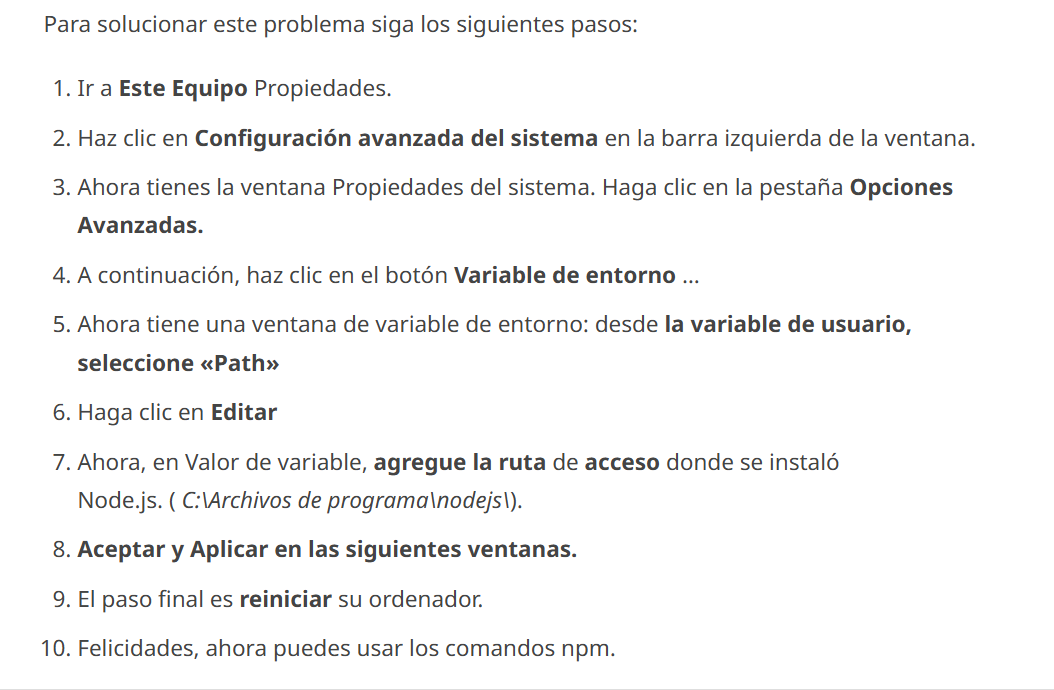 Para solucionar este problema siga los siguientes pasos:
1. Ir a Este Equipo Propiedades.
2. Haz clic en Configuración avanzada del sistema en la barra izquierda de la ventana.
3. Ahora tienes la ventana Propiedades del sistema. Haga clic en la pestaña Opciones
Avanzadas.
4. A continuación, haz clic en el botón Variable de entorno ...
5. Ahora tiene una ventana de variable de entorno: desde la variable de usuario,
seleccione «Path»
6. Haga clic en Editar
7. Ahora, en Valor de variable, agregue la ruta de acceso donde se instaló
Node.js. ( C:\Archivos de programa\nodejs\).
8. Aceptar y Aplicar en las siguientes ventanas.
9. El paso final es reiniciar su ordenador.
10. Felicidades, ahora puedes usar los comandos npm.